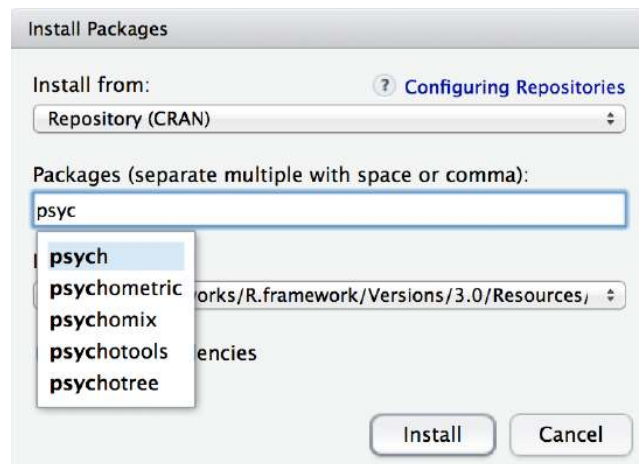 Install Packages
Install from:
? Configuring Repositories
Repository (CRAN)
Packages (separate multiple with space or comma):
psyc
psych
psychometric
psychomix
psychotools
psychotree
orks/R.framework/Versions/3.0/Resources/
encies
Install
Cancel